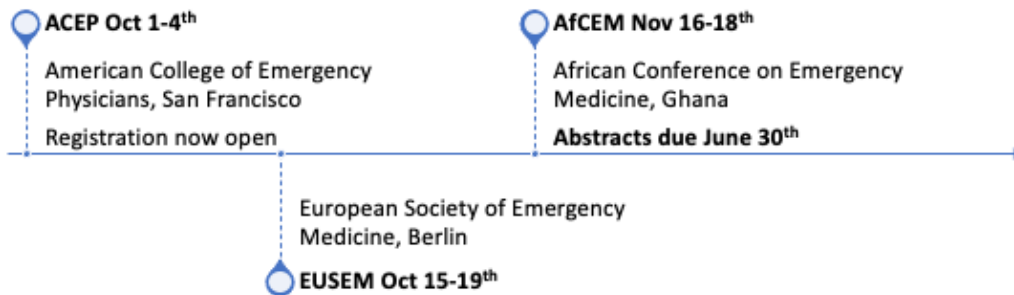 ACEP Oct 1-4th
American College of Emergency
Physicians, San Francisco
Registration now open
AfCEM Nov 16-18th
African Conference on Emergency
Medicine, Ghana
Abstracts due June 30th
European Society of Emergency
Medicine, Berlin
EUSEM Oct 15-19th